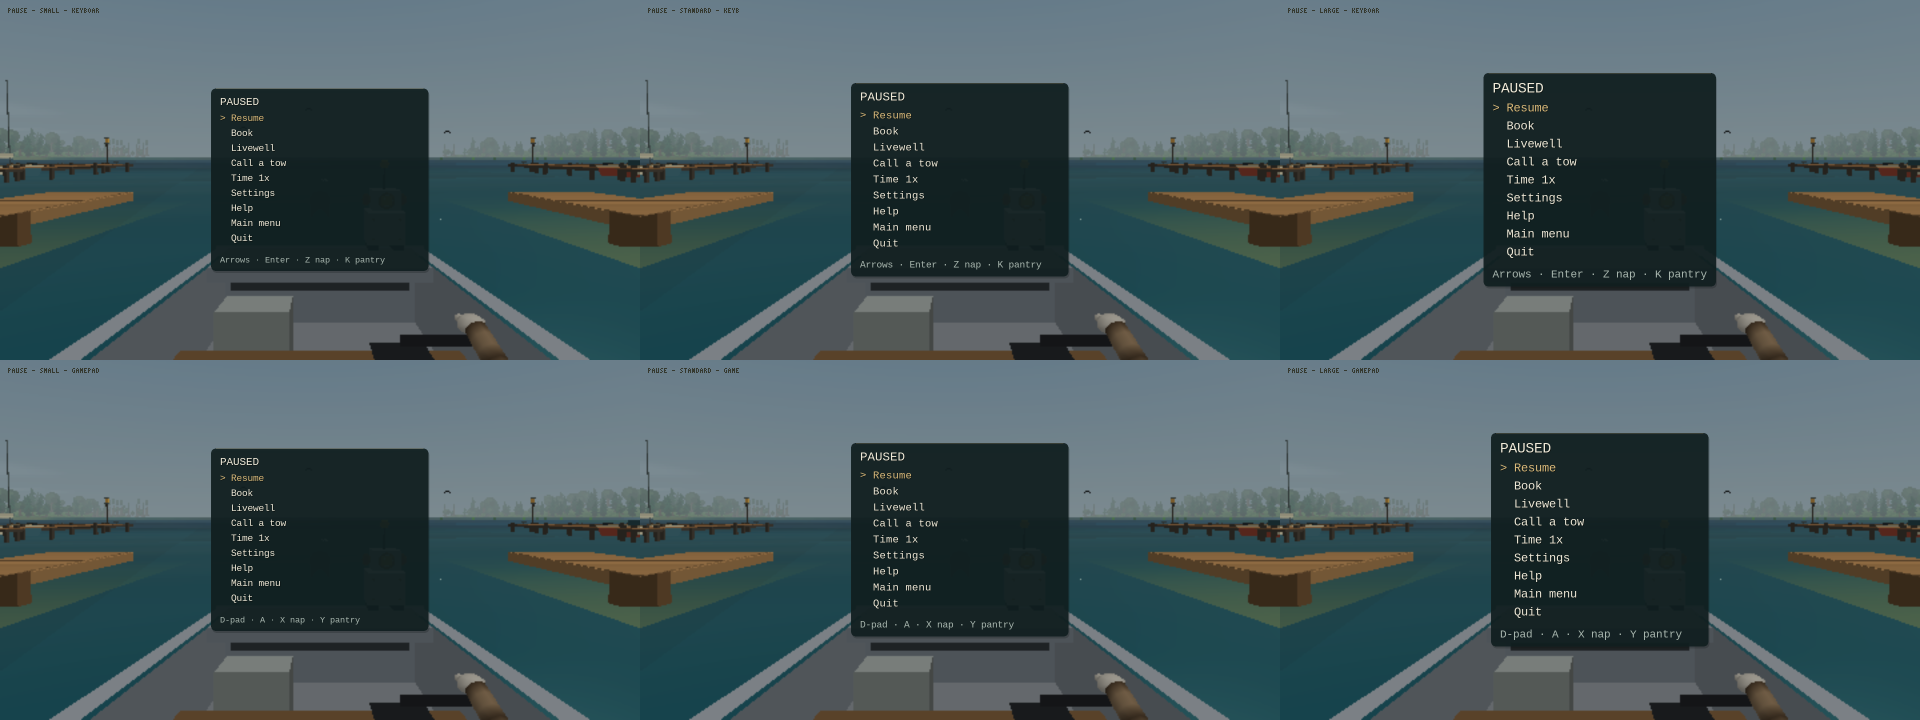 PAUSE - SMALL - KEYBOAR
PAUSED
> Resume
Book
Livewell
Call a tow
Time 1x
Settings
Help
Main menu
Quit
Arrows · Enter · Z nap · K pantry
PAUSE - STANDARD - KEYB
PAUSED
> Resume
Book
Livewell
Call a tow
Time 1x
Settings
Help
Main menu
Quit
Arrows · Enter · Z nap · K pantry
PAUSE - LARGE - KEYBOAR
PAUSED
> Resume
Book
Livewell
Call a tow
Time 1x
Settings
Help
Main menu
Quit
Arrows · Enter · Z nap · K pantry
PAUSE - SMALL - GAMEPAD
PAUSED
> Resume
Book
Livewell
Call a tow
Time 1x
Settings
Help
Main menu
Quit
D-pad · A · X nap · Y pantry
PAUSE - STANDARD - GAME
PAUSED
> Resume
Book
Livewell
Call a tow
Time 1x
Settings
Help
Main menu
Quit
D-pad · A · X nap · Y pantry
PAUSE - LARGE - GAMEPAD
PAUSED
> Resume
Book
Livewell
Call a tow
Time 1x
Settings
Help
Main menu
Quit
D-pad · A · X nap · Y pantry